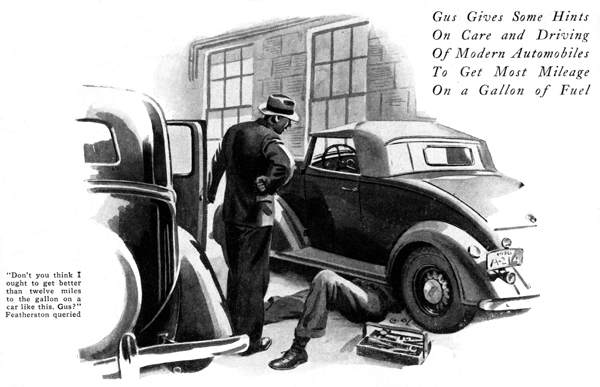 Gus Gives Some Hints
On Care and Driving
Of Modern Automobiles
To Get Most Mileage
On a Gallon of Fuel
"Don't you think I
ought to get better
than twelve miles
to the gallon on a
car like this, Gus?"
Featherston queried